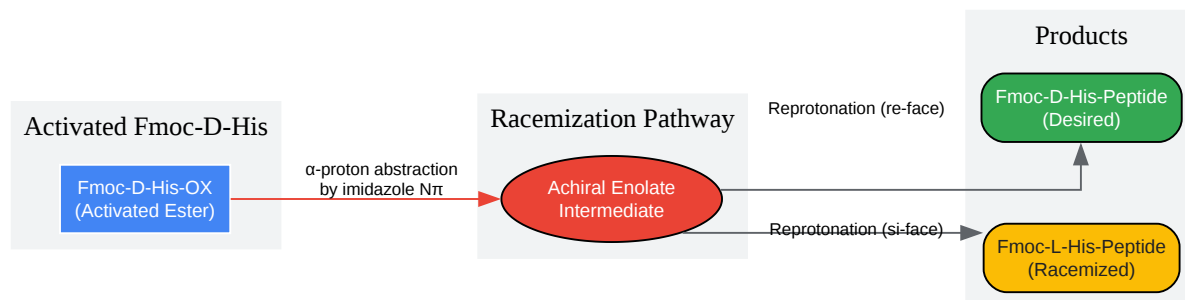 Activated Fmoc-D-His
Fmoc-D-His-OX
(Activated Ester)
α-proton abstraction
by imidazole Nπ
Racemization Pathway
Achiral Enolate
Intermediate
Reprotonation (re-face)
Reprotonation (si-face)
Products
Fmoc-D-His-Peptide
(Desired)
Fmoc-L-His-Peptide
(Racemized)